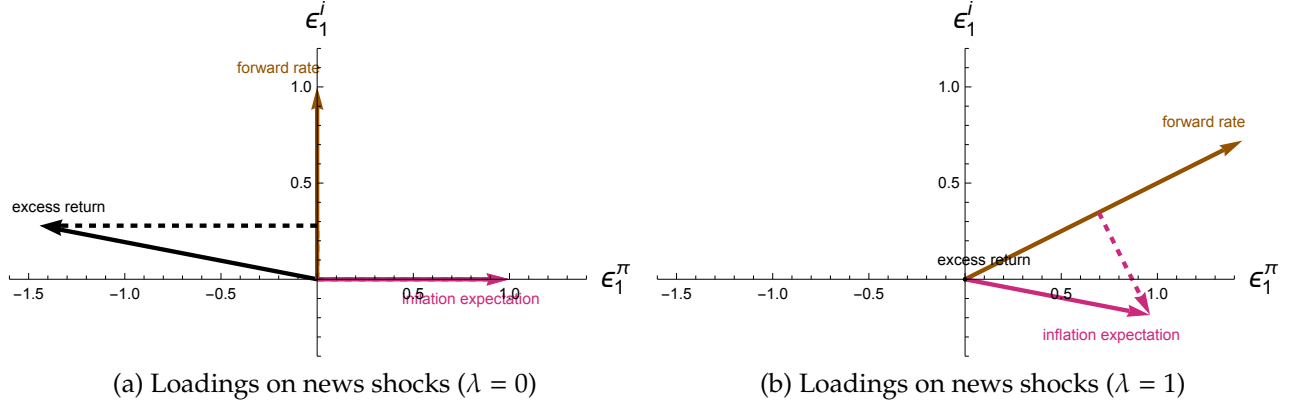 ϵ₁ⁱ
forward rate
1.0
0.5
excess return
−1.5 −1.0 −0.5 0.5 1.0
ϵ₁^π
inflation expectation
(a) Loadings on news shocks (λ = 0)
ϵ₁ⁱ
1.0
forward rate
0.5
excess return
−1.5 −1.0 −0.5 0.5 1.0
ϵ₁^π
inflation expectation
(b) Loadings on news shocks (λ = 1)